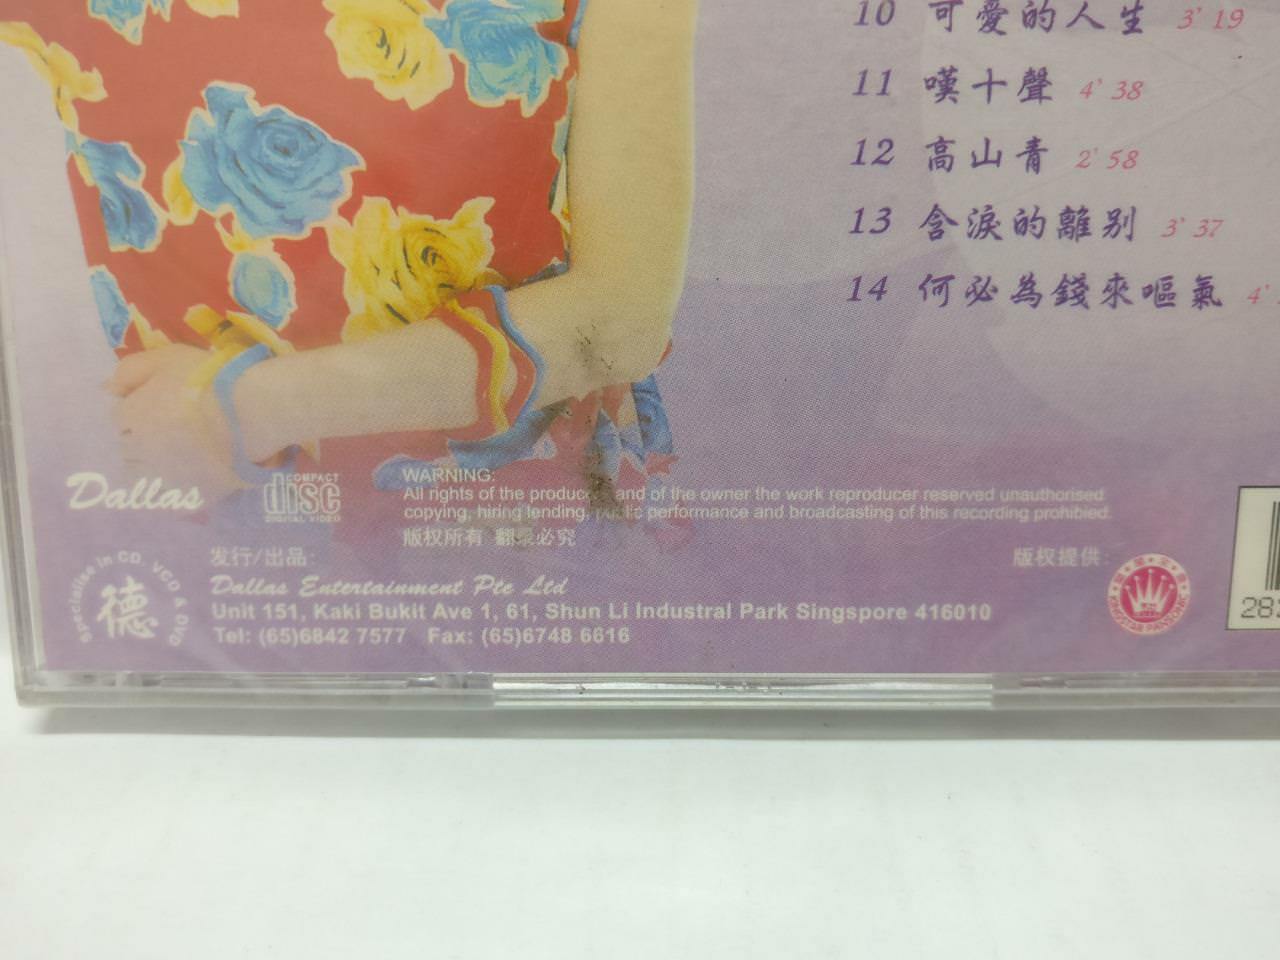 10 可愛的人生 3' 19
11 嘆十聲 4' 38
12 高山青 2' 58
13 含淚的離別 3' 37
14 何必為錢來嘔氣 4'
Dallas
COMPACT
disc
DIGITAL VIDEO
WARNING:
All rights of the producer and of the owner the work reproducer reserved unauthorised
copying, hiring lending, public performance and broadcasting of this recording prohibied.
版权所有 翻录必究
Specialise in CD, VCD & DVD
德
发行/出品:
Dallas Entertainment Pte Ltd
Unit 151, Kaki Bukit Ave 1, 61, Shun Li Industral Park Singspore 416010
Tel: (65)6842 7577 Fax: (65)6748 6616
版权提供: